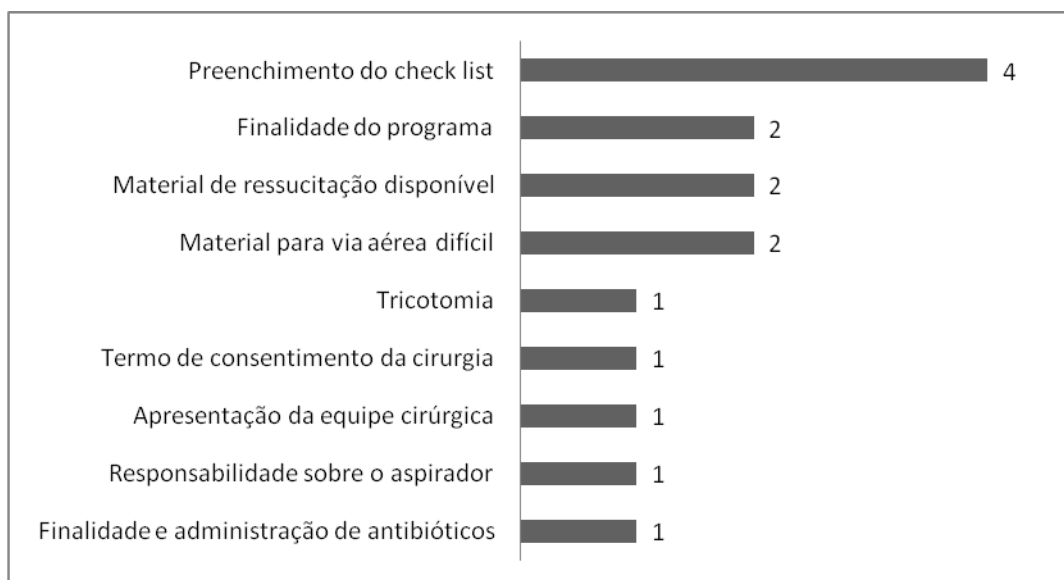 Preenchimento do check list 4
Finalidade do programa 2
Material de ressucitação disponível 2
Material para via aérea difícil 2
Tricotomia 1
Termo de consentimento da cirurgia 1
Apresentação da equipe cirúrgica 1
Responsabilidade sobre o aspirador 1
Finalidade e administração de antibióticos 1